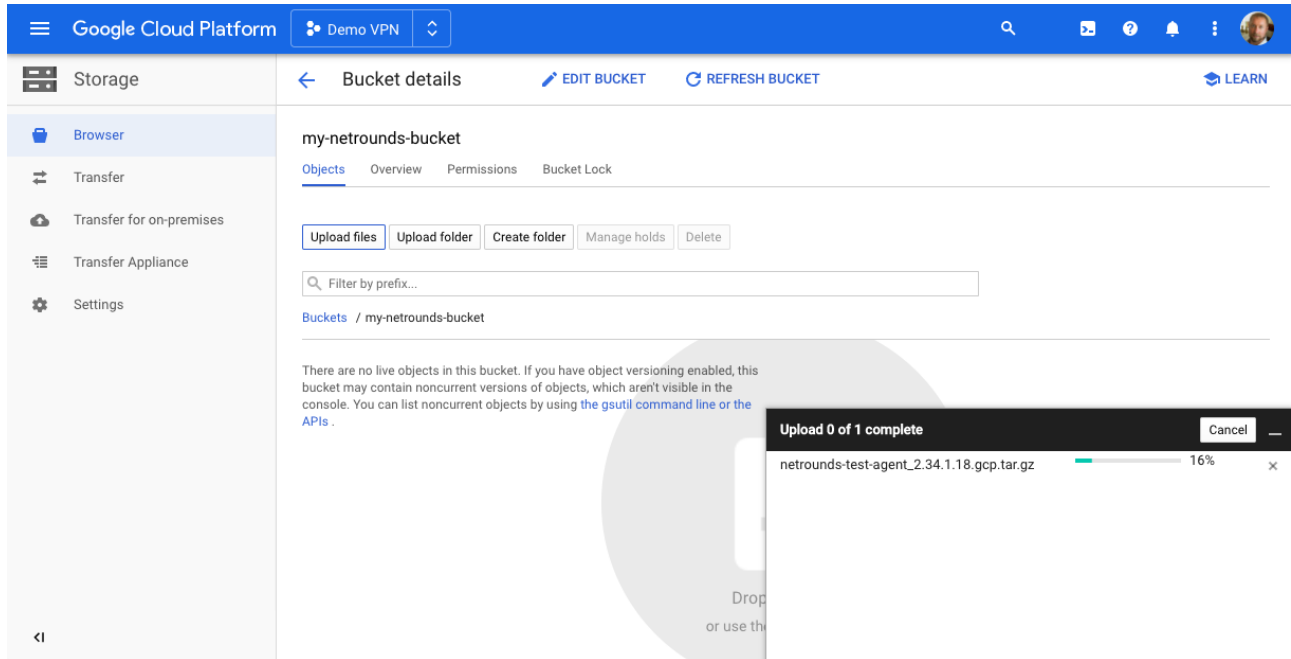 Google Cloud Platform
Demo VPN
Storage
Bucket details
EDIT BUCKET
REFRESH BUCKET
LEARN
Browser
Transfer
Transfer for on-premises
Transfer Appliance
Settings
my-netrounds-bucket
Objects Overview Permissions Bucket Lock
Upload files Upload folder Create folder Manage holds Delete
Filter by prefix...
Buckets / my-netrounds-bucket
There are no live objects in this bucket. If you have object versioning enabled, this
bucket may contain noncurrent versions of objects, which aren't visible in the
console. You can list noncurrent objects by using the gsutil command line or the
APIs .
Drop
or use the
Upload 0 of 1 complete
Cancel
netrounds-test-agent_2.34.1.18.gcp.tar.gz
16%